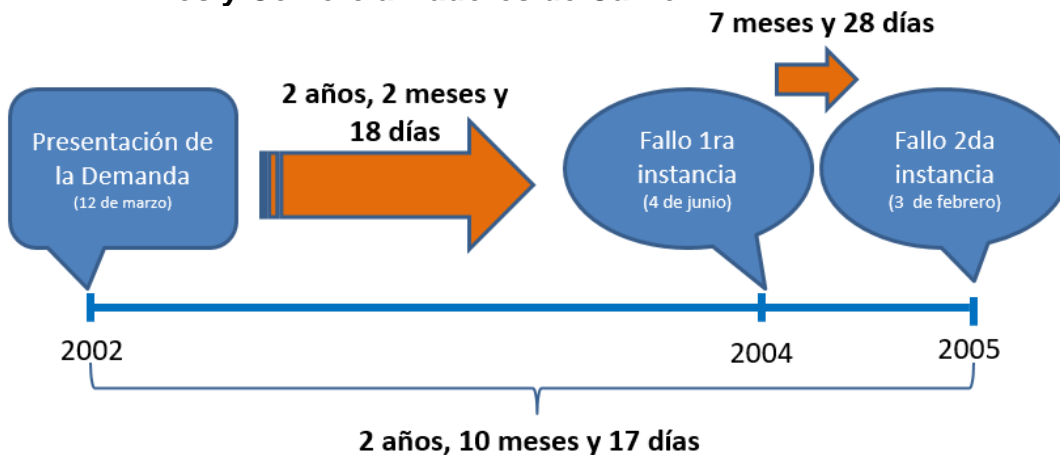 7 meses y 28 días
2 años, 2 meses y
18 días
Presentación de
la Demanda
(12 de marzo)
Fallo 1ra
instancia
(4 de junio)
Fallo 2da
instancia
(3 de febrero)
2002
2004
2005
2 años, 10 meses y 17 días